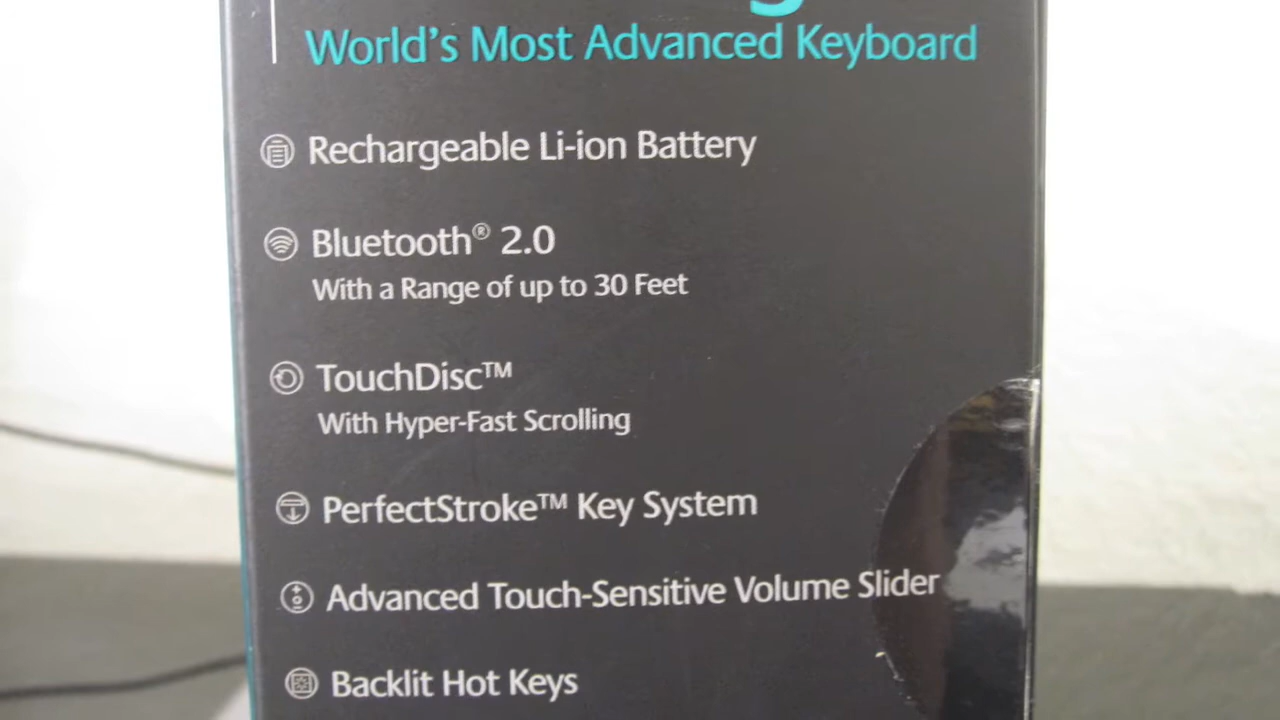 World's Most Advanced Keyboard
Rechargeable Li-ion Battery
Bluetooth® 2.0
With a Range of up to 30 Feet
TouchDisc™
With Hyper-Fast Scrolling
PerfectStroke™ Key System
Advanced Touch-Sensitive Volume Slider
Backlit Hot Keys